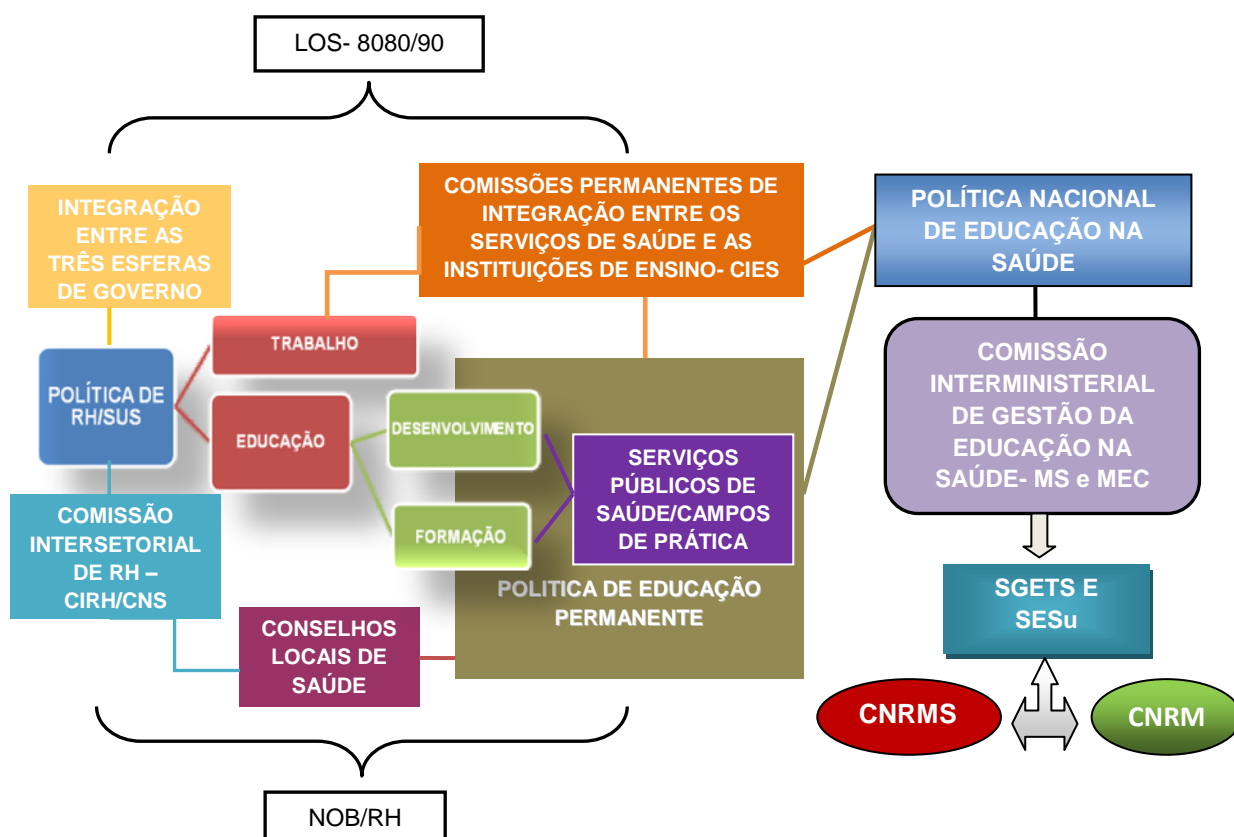 LOS- 8080/90
INTEGRAÇÃO
ENTRE AS
TRÊS ESFERAS
DE GOVERNO
COMISSÕES PERMANENTES DE
INTEGRAÇÃO ENTRE OS
SERVIÇOS DE SAÚDE E AS
INSTITUIÇÕES DE ENSINO- CIES
POLÍTICA NACIONAL
DE EDUCAÇÃO NA
SAÚDE
TRABALHO
POLÍTICA DE
RH/SUS
EDUCAÇÃO
DESENVOLVIMENTO
FORMAÇÃO
SERVIÇOS
PÚBLICOS DE
SAÚDE/CAMPOS
DE PRÁTICA
COMISSÃO
INTERMINISTERIAL
DE GESTÃO DA
EDUCAÇÃO NA
SAÚDE- MS e MEC
COMISSÃO
INTERSETORIAL
DE RH –
CIRH/CNS
POLITICA DE EDUCAÇÃO
PERMANENTE
CONSELHOS
LOCAIS DE
SAÚDE
SGETS E
SESu
CNRMS
CNRM
NOB/RH